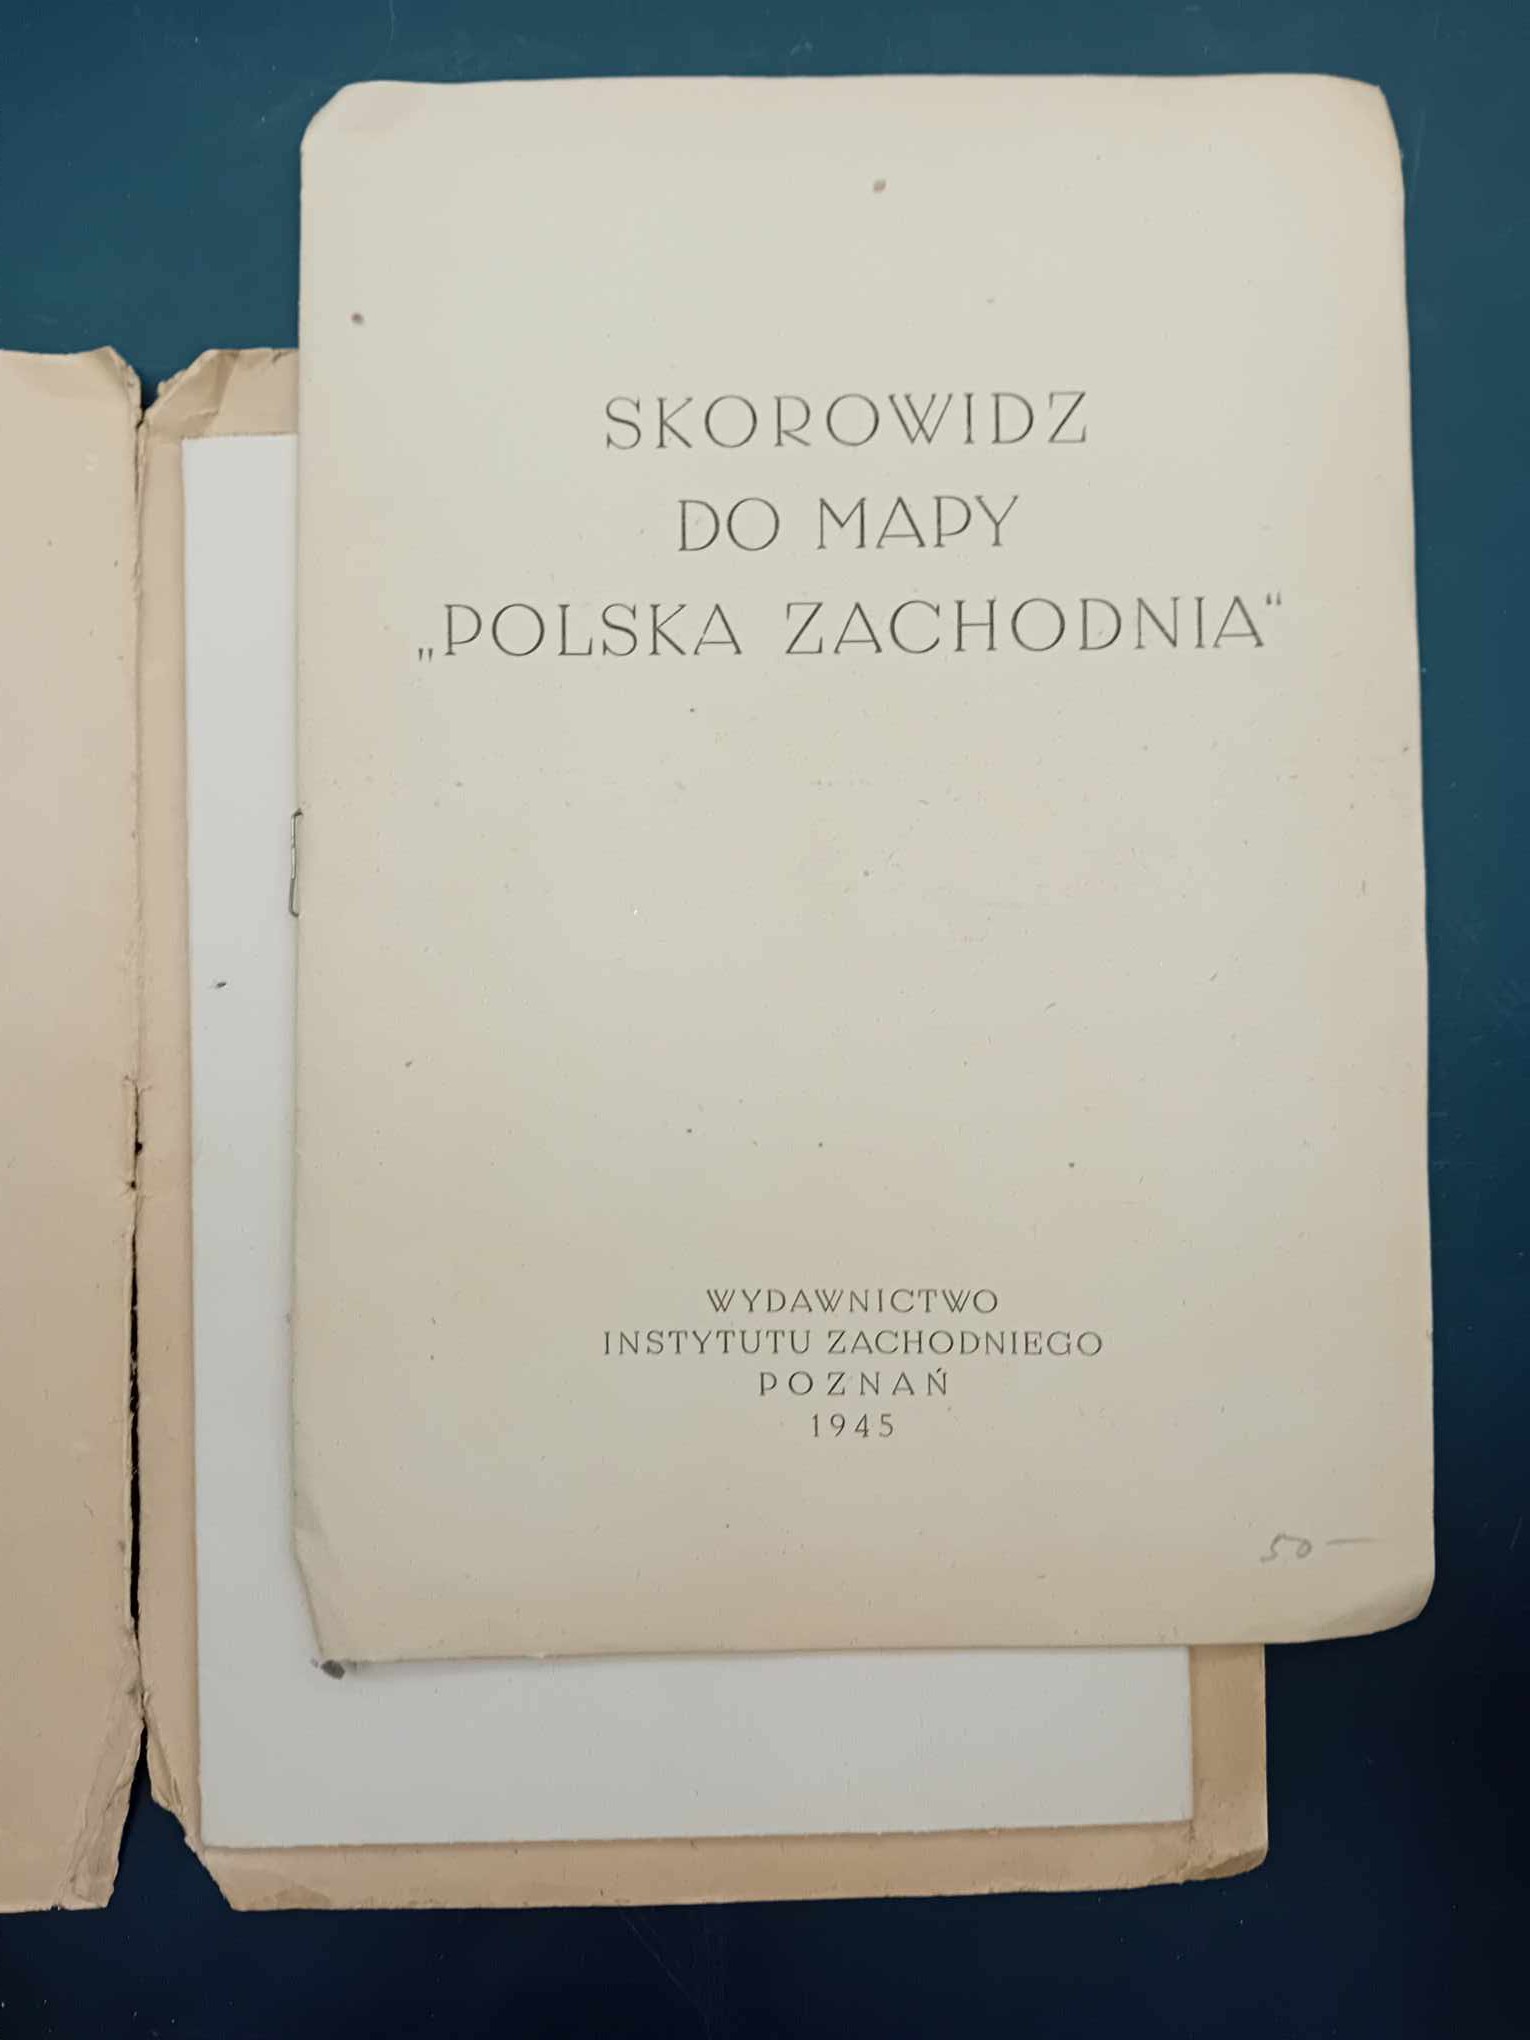 SKOROWIDZ
DO MAPY
„POLSKA ZACHODNIA“
WYDAWNICTWO
INSTYTUTU ZACHODNIEGO
POZNAŃ
1945
50 —